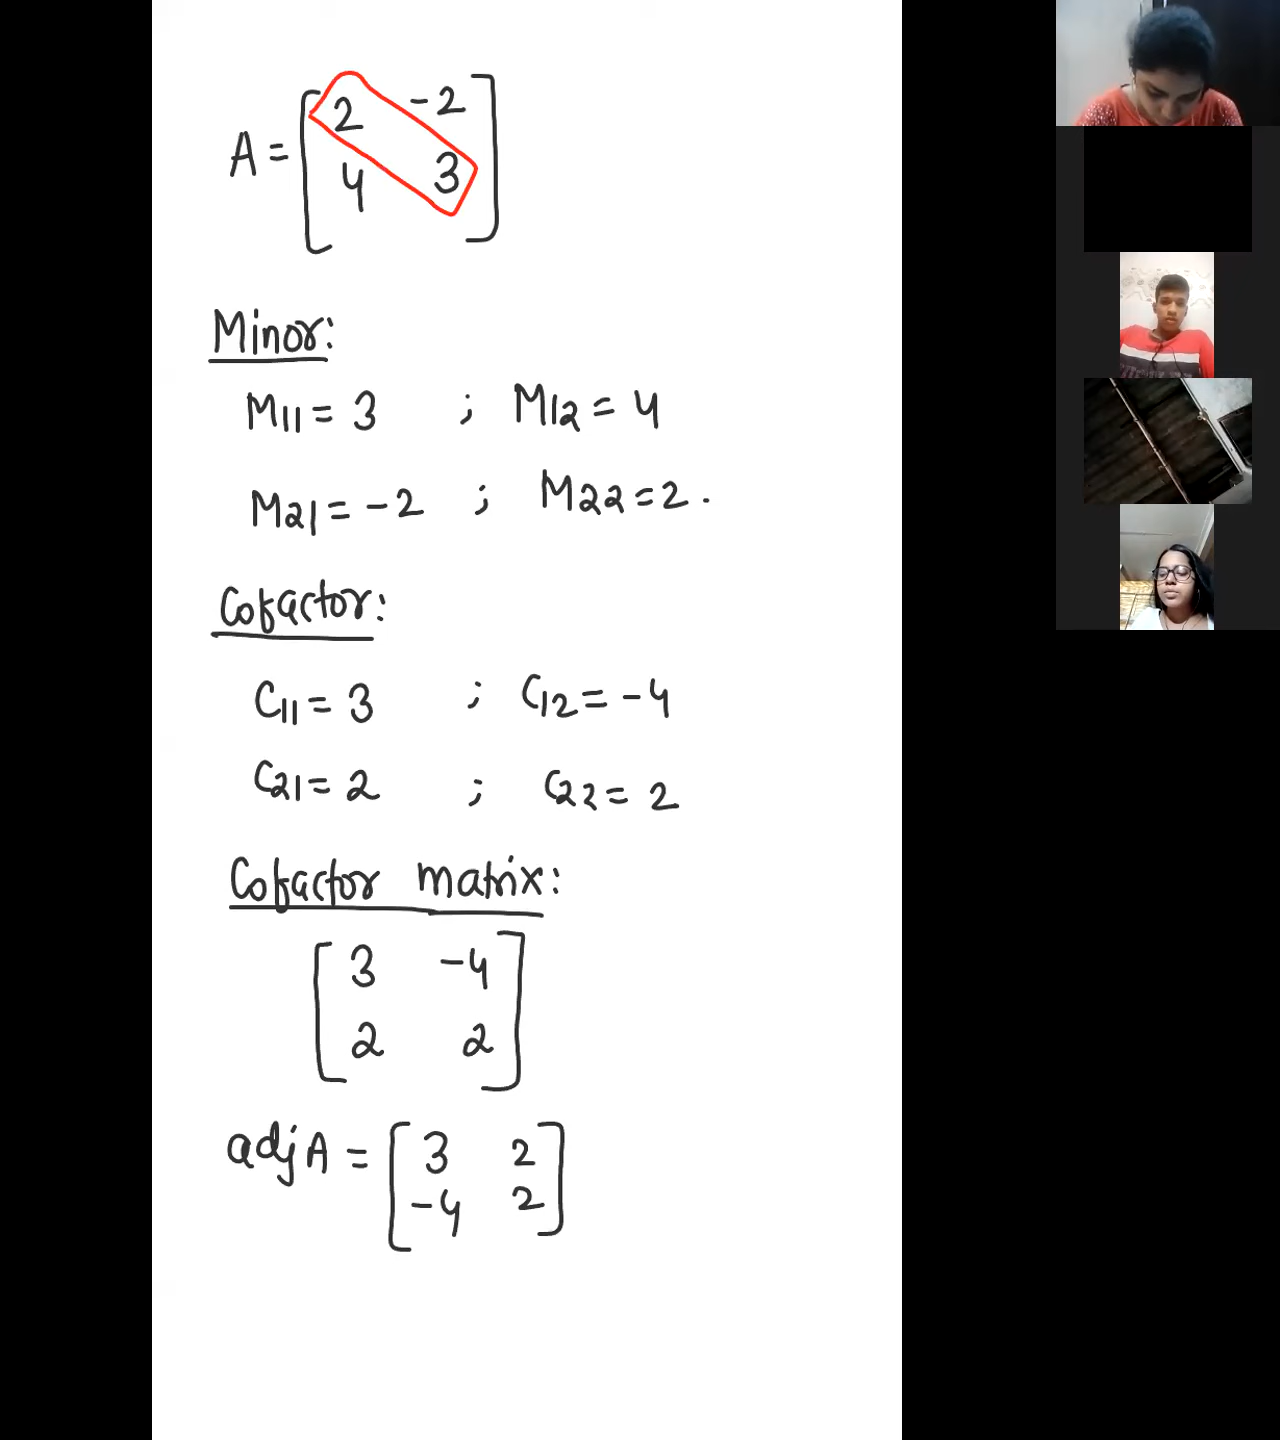 A = [ 2 -2
4 3 ]
Minor:
M11 = 3 ; M12 = 4
M21 = -2 ; M22 = 2.
Cofactor:
C11 = 3 ; C12 = -4
C21 = 2 ; C22 = 2
Cofactor matrix:
[ 3 -4
2 2 ]
adj A = [ 3 2
-4 2 ]